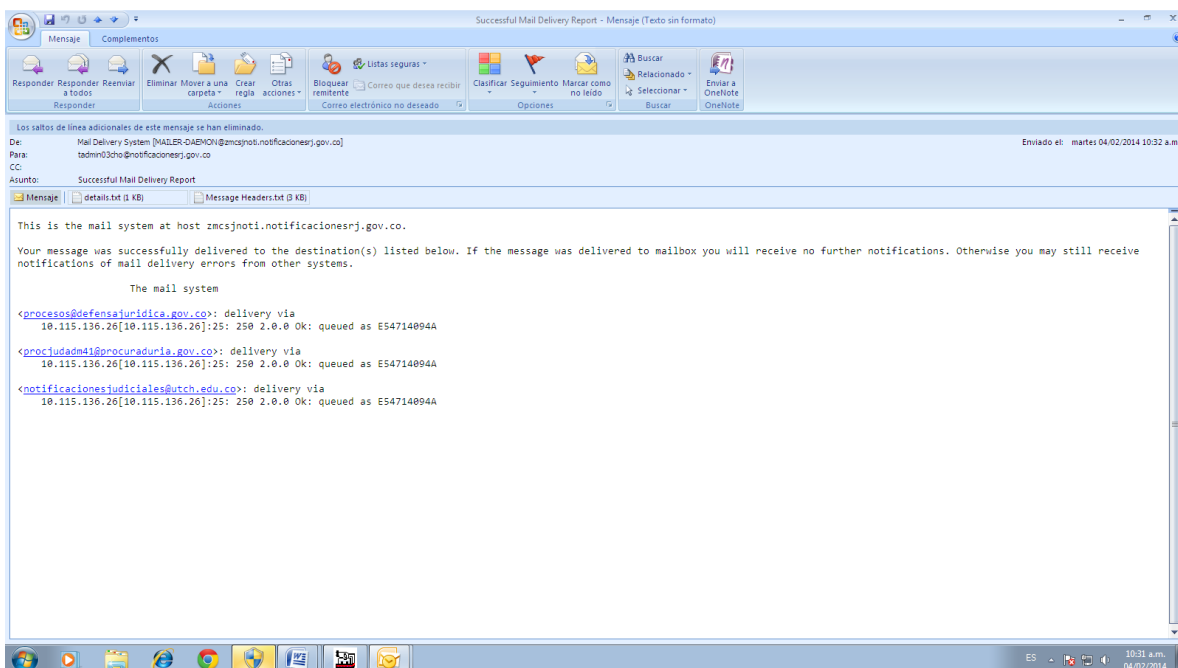 Successful Mail Delivery Report - Mensaje (Texto sin formato)
Mensaje Complementos
Responder Responder a todos Reenviar
Responder
Eliminar Mover a una carpeta Crear regla Otras acciones
Acciones
Bloquear remitente Listas seguras Correo que desea recibir
Correo electrónico no deseado
Clasificar Seguimiento Marcar como no leído
Opciones
Buscar Relacionado Seleccionar
Buscar
Enviar a OneNote
OneNote
Los saltos de línea adicionales de este mensaje se han eliminado.
De: Mail Delivery System [MAILER-DAEMON@zmcsjnoti.notificacionesrj.gov.co] Enviado el: martes 04/02/2014 10:32 a.m
Para: tadmin03cho@notificacionesrj.gov.co
CC:
Asunto: Successful Mail Delivery Report
Mensaje details.txt (1 KB) Message Headers.txt (3 KB)
This is the mail system at host zmcsjnoti.notificacionesrj.gov.co.
Your message was successfully delivered to the destination(s) listed below. If the message was delivered to mailbox you will receive no further notifications. Otherwise you may still receive
notifications of mail delivery errors from other systems.
The mail system
<procesos@defensajuridica.gov.co>: delivery via
10.115.136.26[10.115.136.26]:25: 250 2.0.0 Ok: queued as E54714094A
<procjudadm41@procuraduria.gov.co>: delivery via
10.115.136.26[10.115.136.26]:25: 250 2.0.0 Ok: queued as E54714094A
<notificacionesjudiciales@utch.edu.co>: delivery via
10.115.136.26[10.115.136.26]:25: 250 2.0.0 Ok: queued as E54714094A
ES 10:31 a.m.
04/02/2014